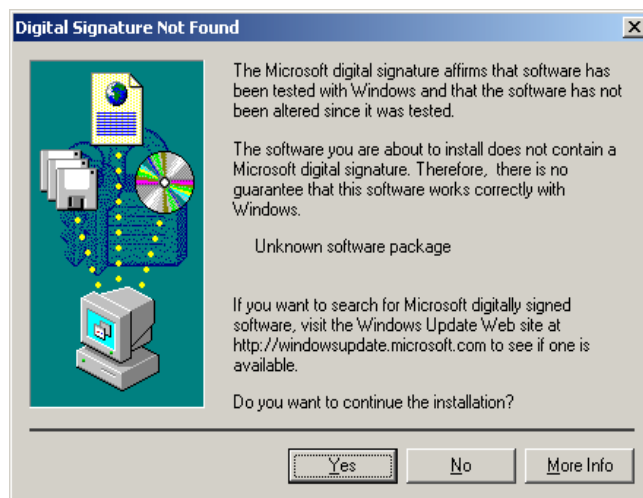 Digital Signature Not Found
The Microsoft digital signature affirms that software has
been tested with Windows and that the software has not
been altered since it was tested.
The software you are about to install does not contain a
Microsoft digital signature. Therefore, there is no
guarantee that this software works correctly with
Windows.
Unknown software package
If you want to search for Microsoft digitally signed
software, visit the Windows Update Web site at
http://windowsupdate.microsoft.com to see if one is
available.
Do you want to continue the installation?
Yes
No
More Info